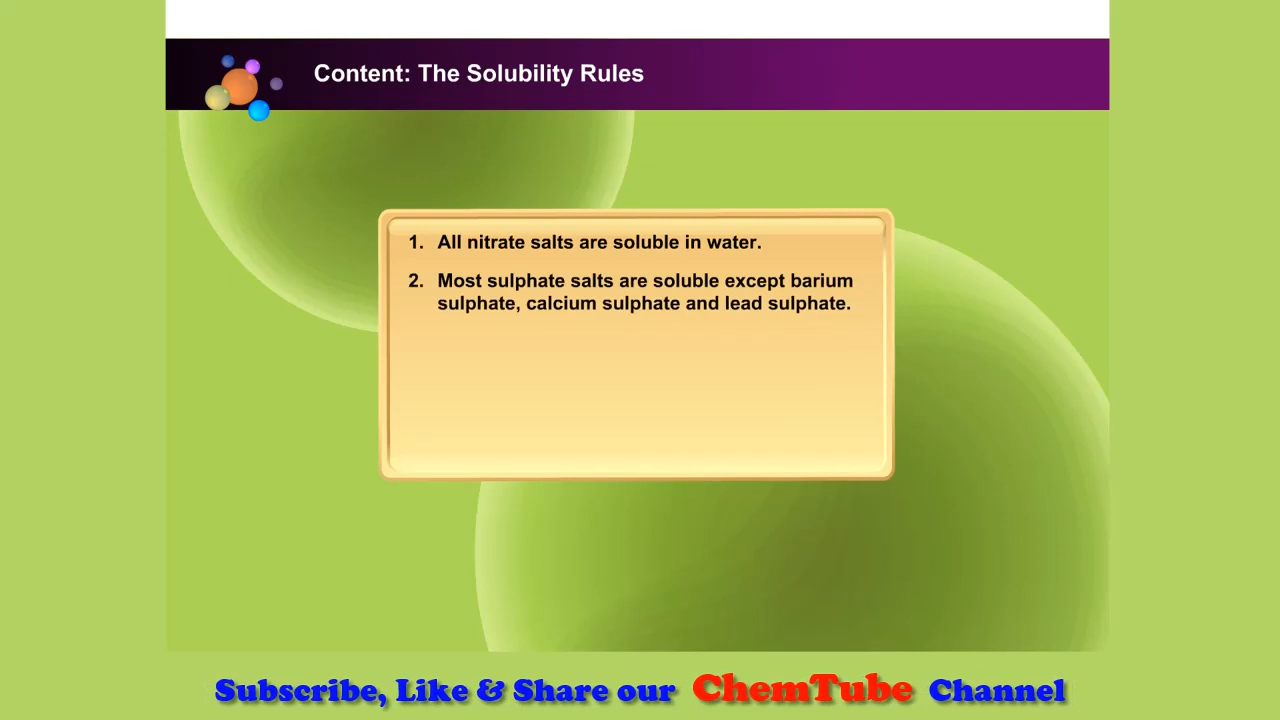 Content: The Solubility Rules
1. All nitrate salts are soluble in water.
2. Most sulphate salts are soluble except barium
sulphate, calcium sulphate and lead sulphate.
Subscribe, Like & Share our ChemTube Channel